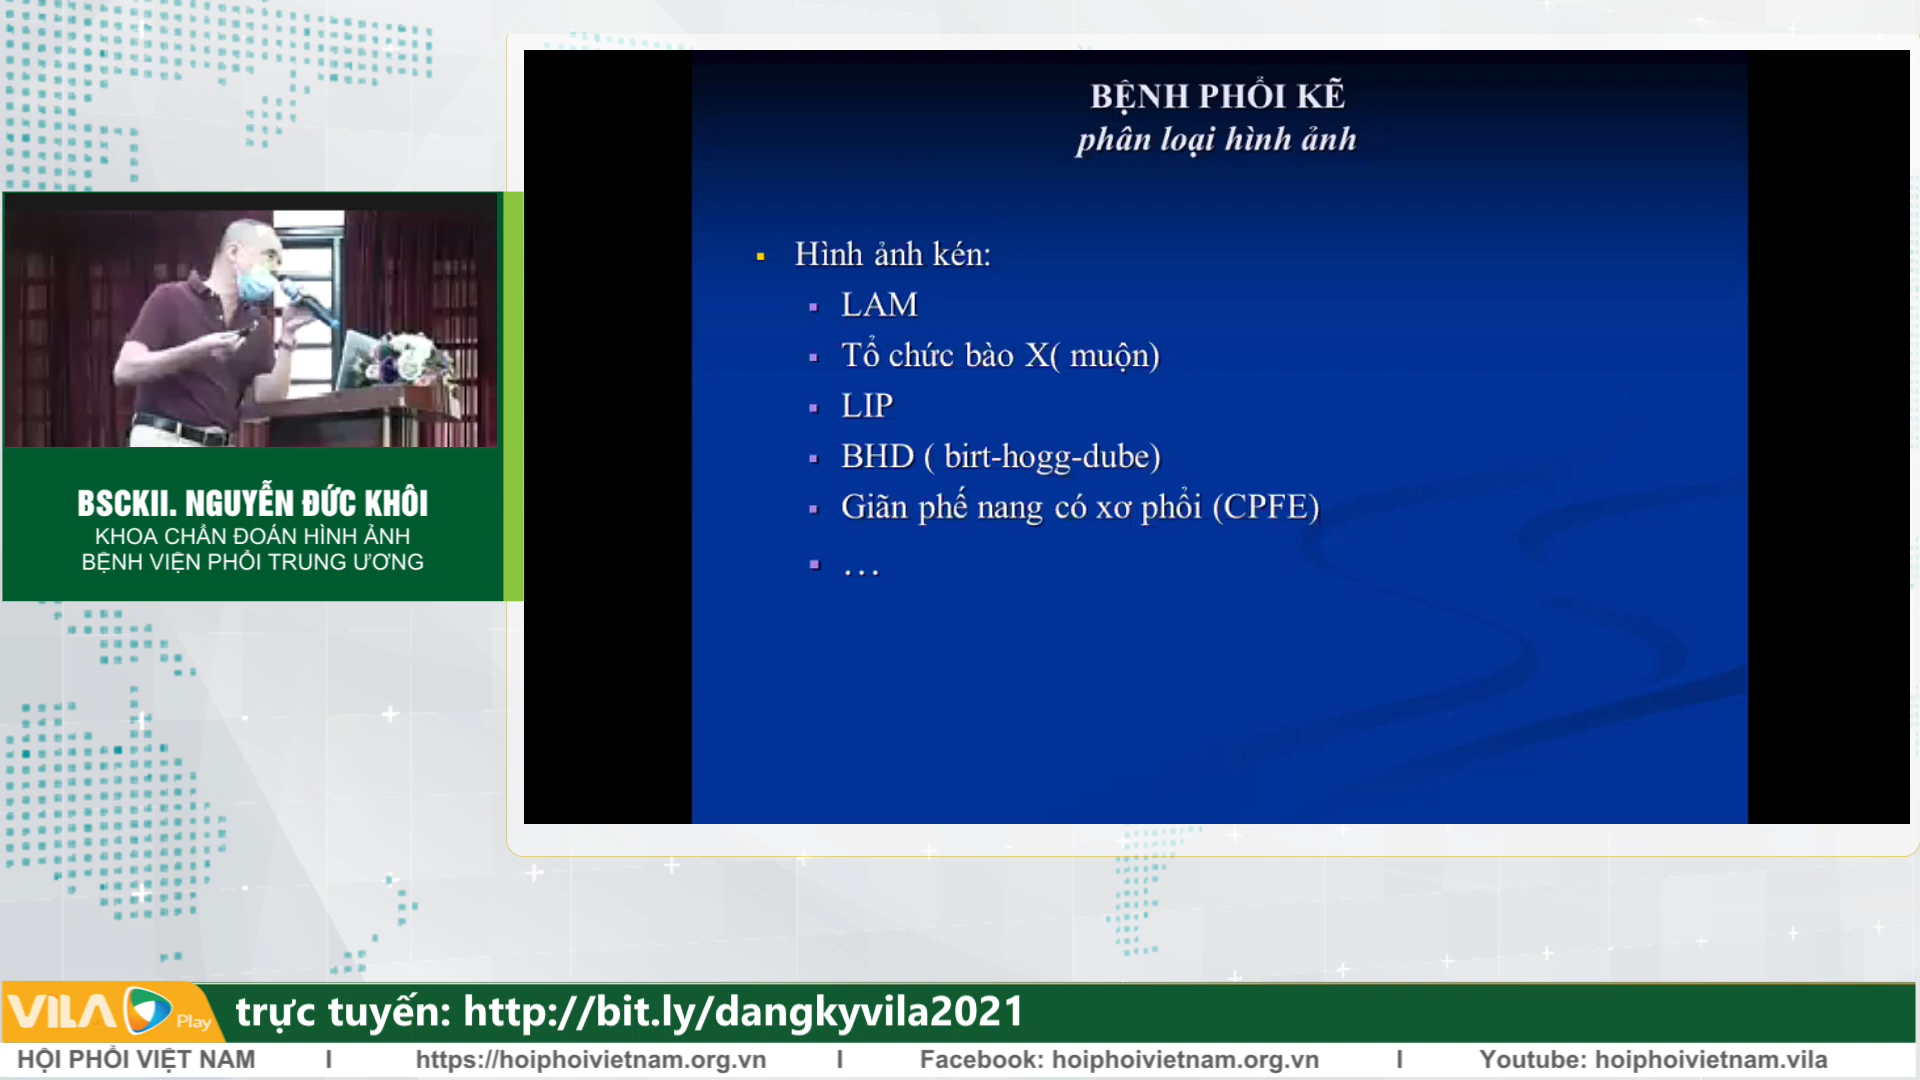 BỆNH PHỔI KẼ
phân loại hình ảnh
Hình ảnh kén:
LAM
Tổ chức bào X( muộn)
LIP
BHD ( birt-hogg-dube)
Giãn phế nang có xơ phổi (CPFE)
...
BSCKII. NGUYỄN ĐỨC KHÔI
KHOA CHẨN ĐOÁN HÌNH ẢNH
BỆNH VIỆN PHỔI TRUNG ƯƠNG
VILA Play
trực tuyến: http://bit.ly/dangkyvila2021
HỘI PHỔI VIỆT NAM I https://hoiphoivietnam.org.vn I Facebook: hoiphoivietnam.org.vn I Youtube: hoiphoivietnam.vila